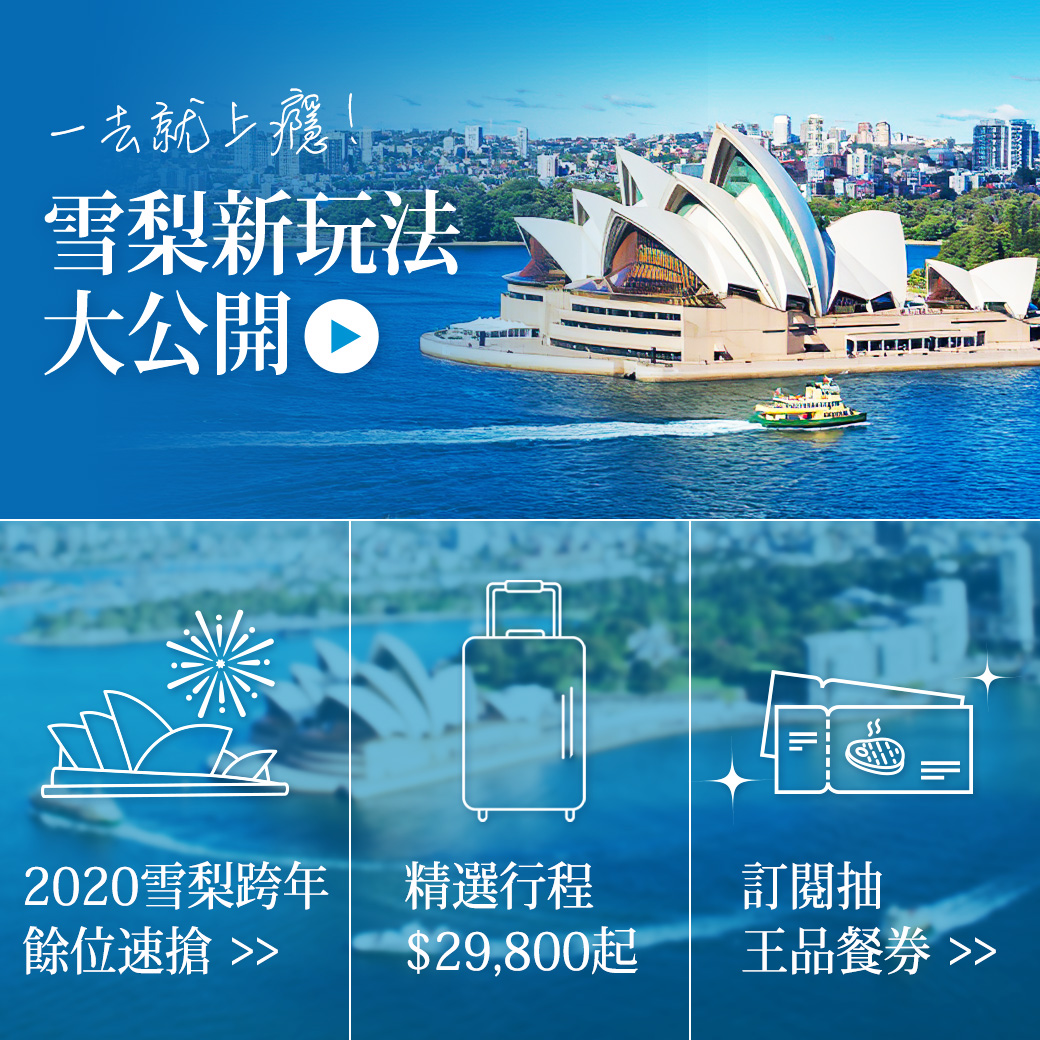 一去就上癮!
雪梨新玩法
大公開
2020雪梨跨年
餘位速搶 >>
精選行程
$29,800起
訂閱抽
王品餐券 >>